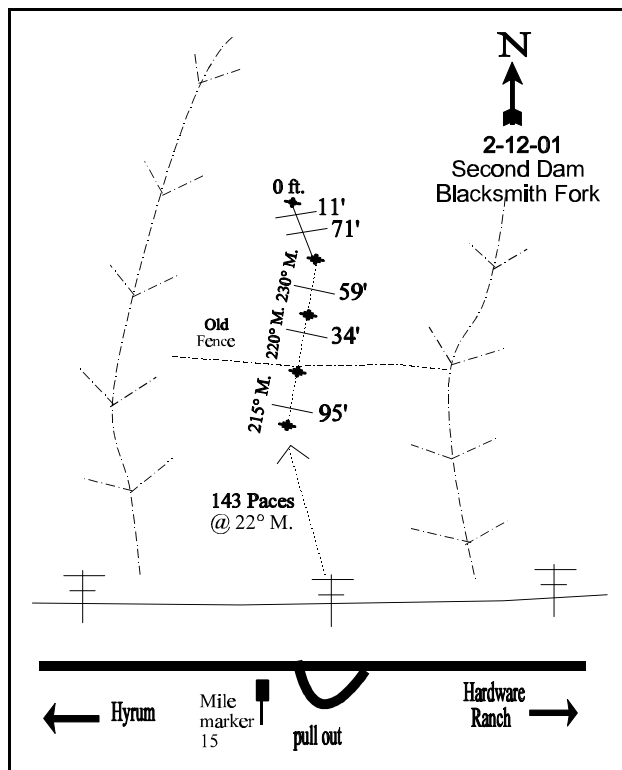 N
2-12-01
Second Dam
Blacksmith Fork
0 ft.
11'
71'
230° M.
59'
220° M.
34'
Old
Fence
215° M.
95'
143 Paces
@ 22° M.
Hyrum
Mile
marker
15
pull out
Hardware
Ranch